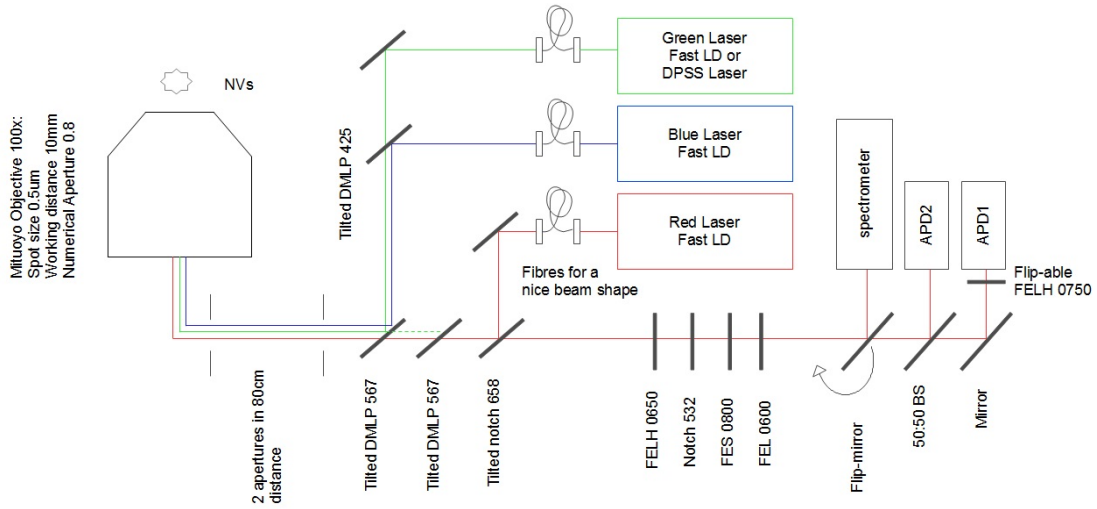 Green Laser
Fast LD or
DPSS Laser
Blue Laser
Fast LD
Red Laser
Fast LD
NVs
Mituoyo Objective 100x:
Spot size 0.5um
Working distance 10mm
Numerical Aperture 0.8
Tilted DMLP 425
Fibres for a
nice beam shape
spectrometer
APD2
APD1
Flip-able
FELH 0750
2 apertures in 80cm
distance
Tilted DMLP 567
Tilted DMLP 567
Tilted notch 658
FELH 0650
Notch 532
FES 0800
FEL 0600
Flip-mirror
50:50 BS
Mirror